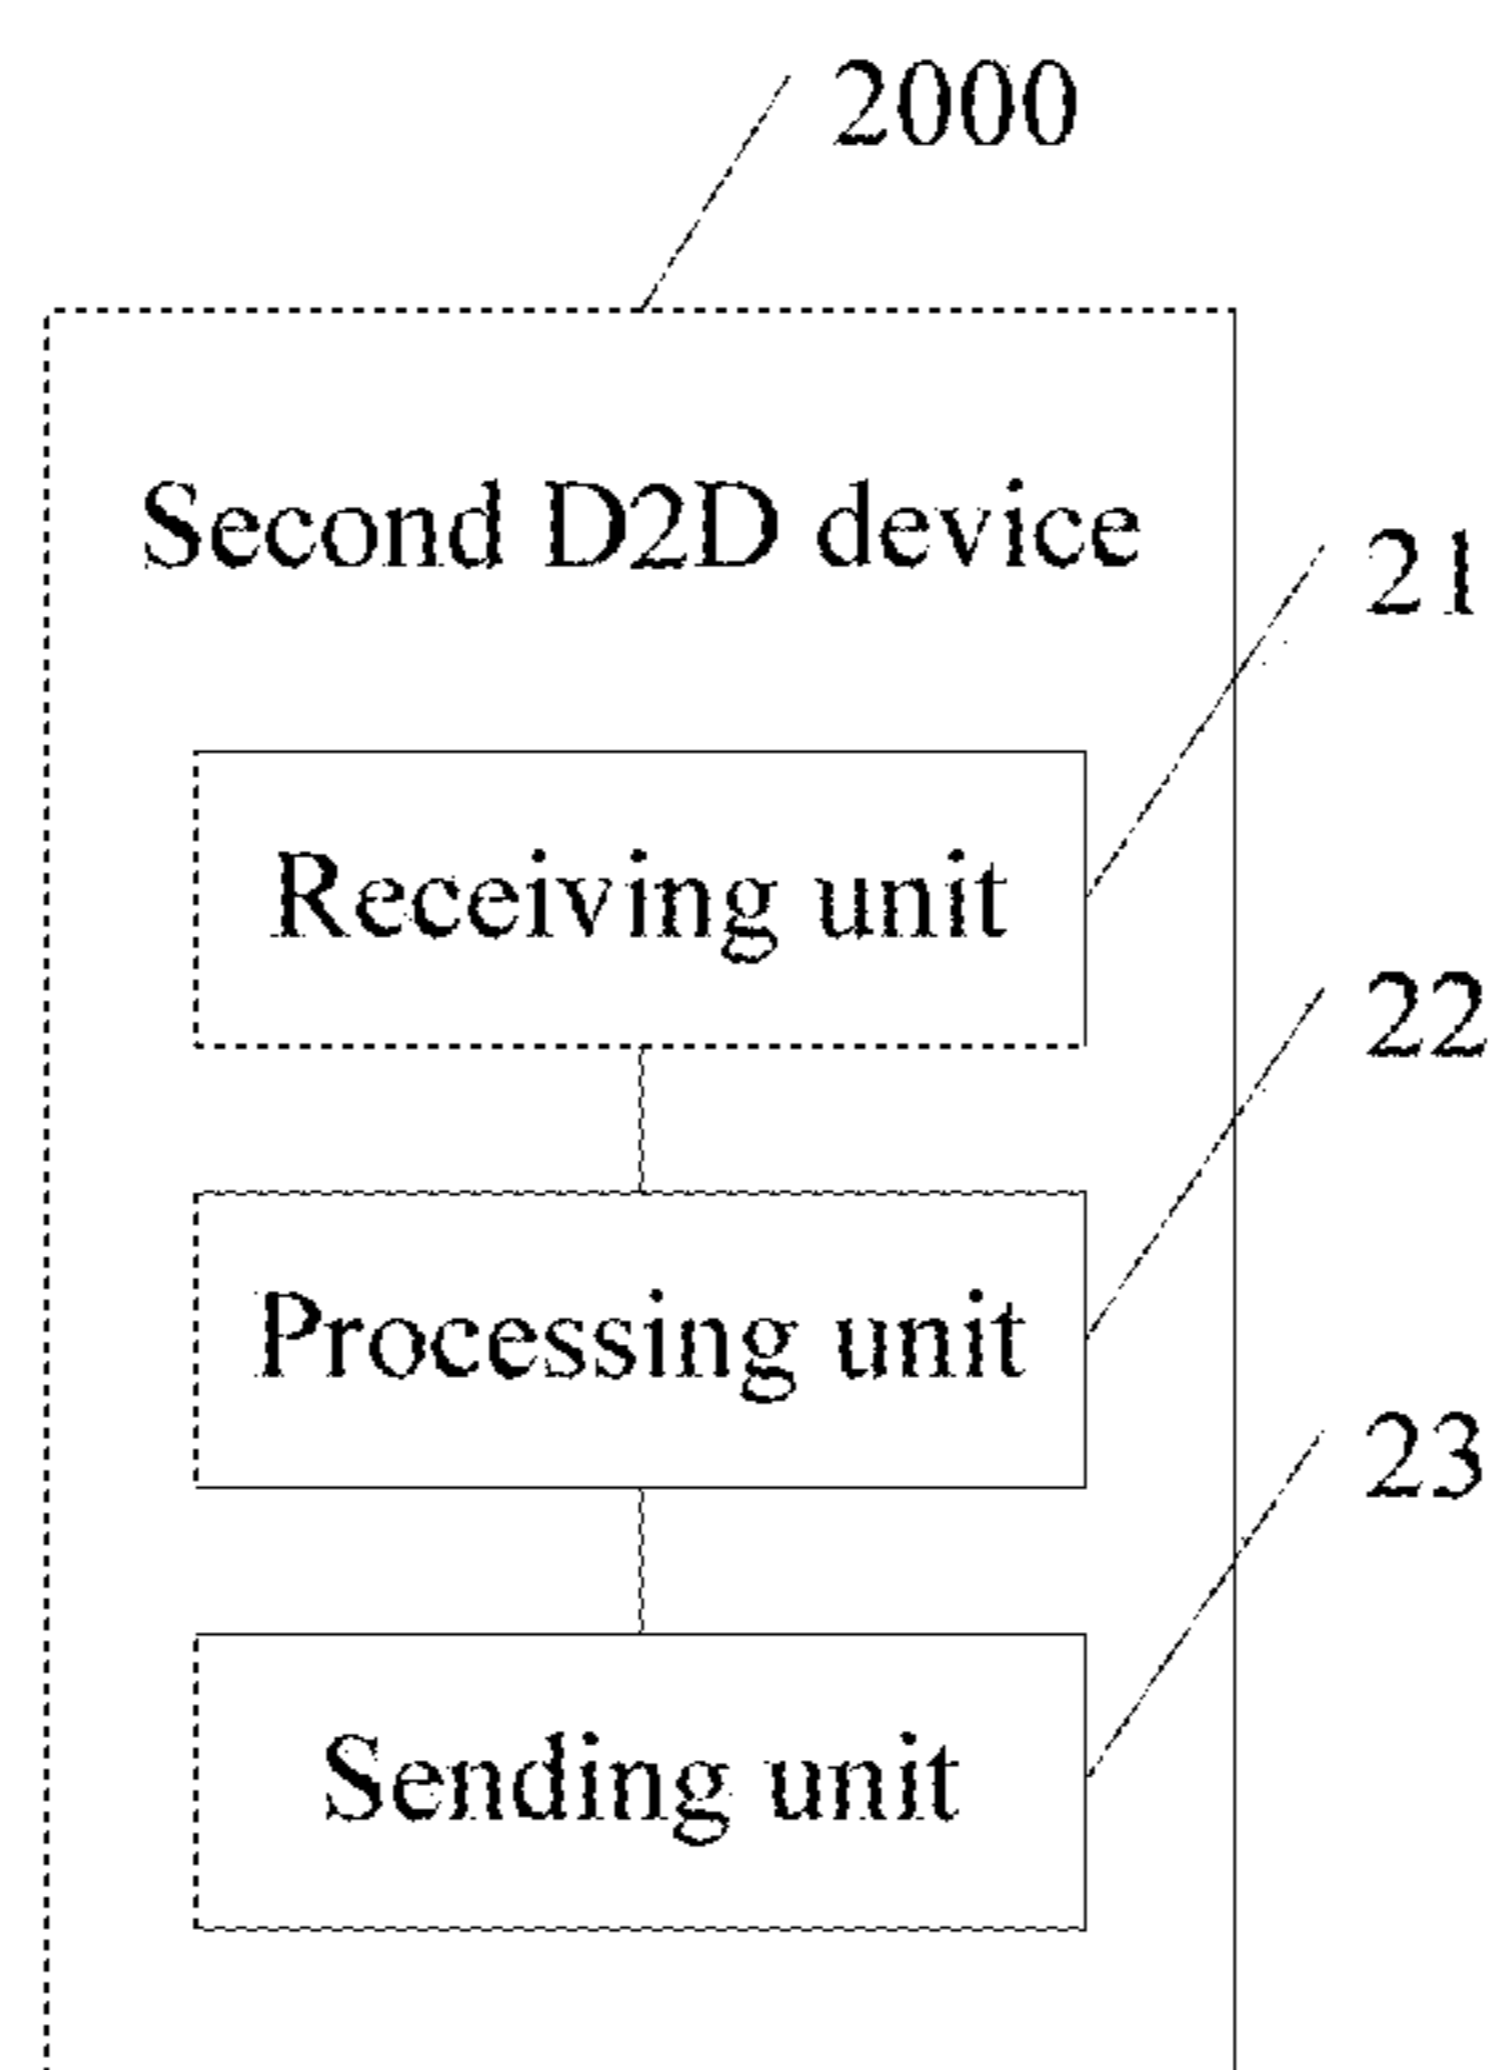 2000
Second D2D device
21
Receiving unit
22
Processing unit
23
Sending unit